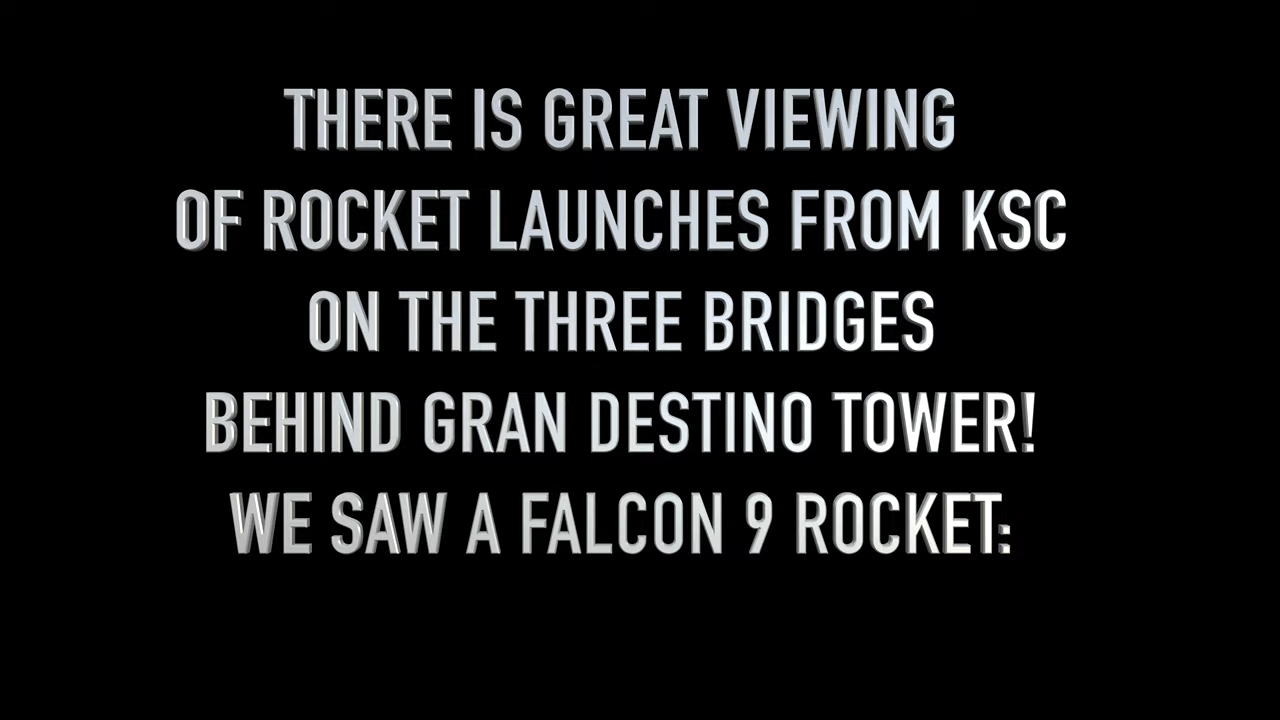 THERE IS GREAT VIEWING
OF ROCKET LAUNCHES FROM KSC
ON THE THREE BRIDGES
BEHIND GRAN DESTINO TOWER!
WE SAW A FALCON 9 ROCKET: